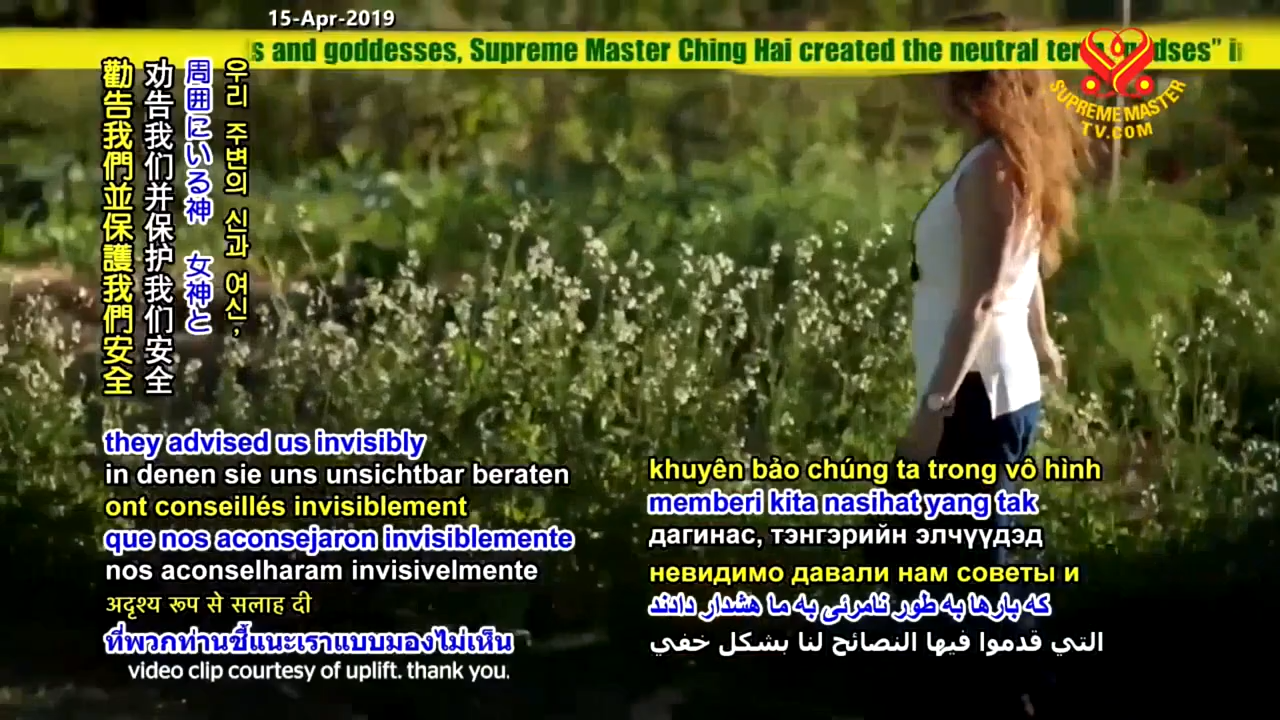 15-Apr-2019
s and goddesses, Supreme Master Ching Hai created the neutral term
SUPREME MASTER
TV.COM
勸告我們並保護我們安全
劝告我们并保护我们安全
周囲にいる神 女神と
우리 주변의 신과 여신,
they advised us invisibly
in denen sie uns unsichtbar beraten
ont conseillés invisiblement
que nos aconsejaron invisiblemente
nos aconselharam invisivelmente
अदृश्य रूप से सलाह दी
ที่พวกท่านชี้แนะเราแบบมองไม่เห็น
video clip courtesy of uplift. thank you.
khuyên bảo chúng ta trong vô hình
memberi kita nasihat yang tak
дагинас, тэнгэрийн элчүүдэд
невидимо давали нам советы и
که بارها به طور نامرئی به ما هشدار دادند
التي قدموا فيها النصائح لنا بشكل خفي